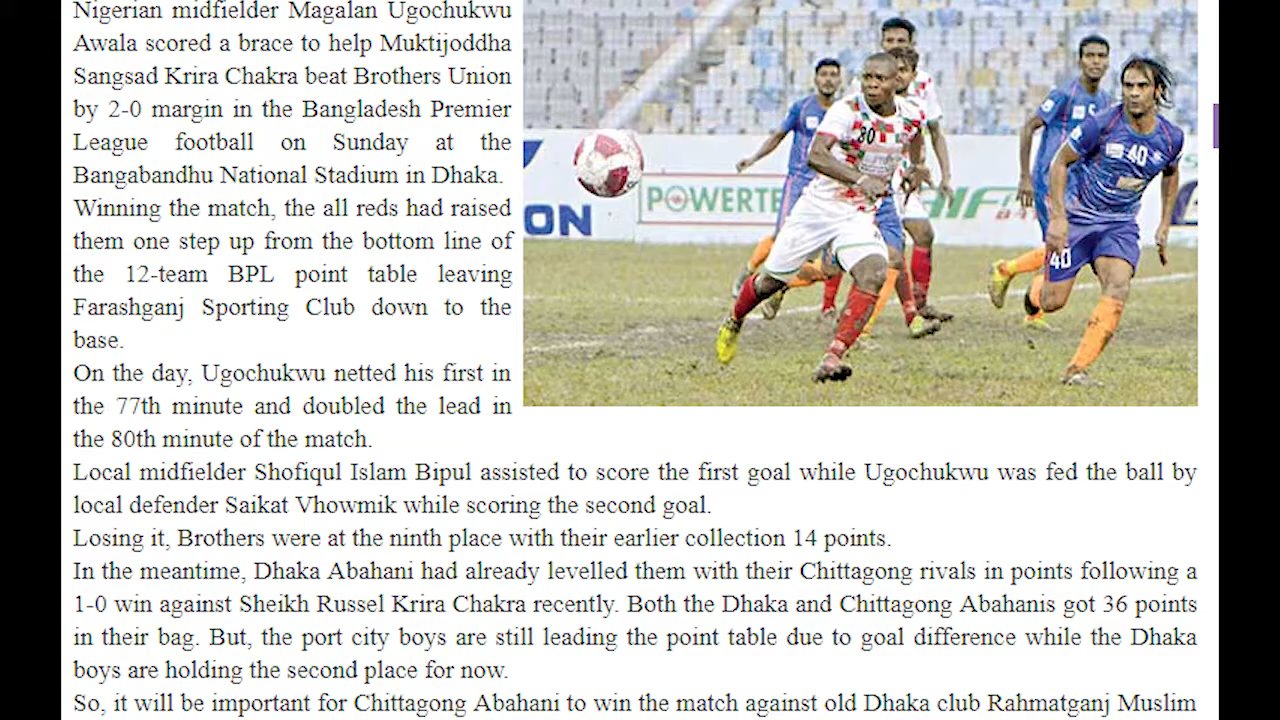 Nigerian midfielder Magalan Ugochukwu
Awala scored a brace to help Muktijoddha
Sangsad Krira Chakra beat Brothers Union
by 2-0 margin in the Bangladesh Premier
League football on Sunday at the
Bangabandhu National Stadium in Dhaka.
Winning the match, the all reds had raised
them one step up from the bottom line of
the 12-team BPL point table leaving
Farashganj Sporting Club down to the
base.
On the day, Ugochukwu netted his first in
the 77th minute and doubled the lead in
the 80th minute of the match.
Local midfielder Shofiqul Islam Bipul assisted to score the first goal while Ugochukwu was fed the ball by
local defender Saikat Vhowmik while scoring the second goal.
Losing it, Brothers were at the ninth place with their earlier collection 14 points.
In the meantime, Dhaka Abahani had already levelled them with their Chittagong rivals in points following a
1-0 win against Sheikh Russel Krira Chakra recently. Both the Dhaka and Chittagong Abahanis got 36 points
in their bag. But, the port city boys are still leading the point table due to goal difference while the Dhaka
boys are holding the second place for now.
So, it will be important for Chittagong Abahani to win the match against old Dhaka club Rahmatganj Muslim
ON
POWERTE
80
40
40
5